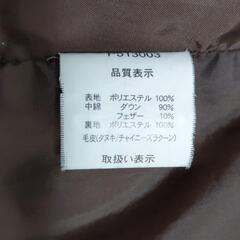 T-513603
品質表示
表地 ポリエステル 100%
中綿 ダウン 90%
フェザー 10%
裏地 ポリエステル 100%
毛皮(タヌキ/チャイニーズラクーン)
取扱い表示